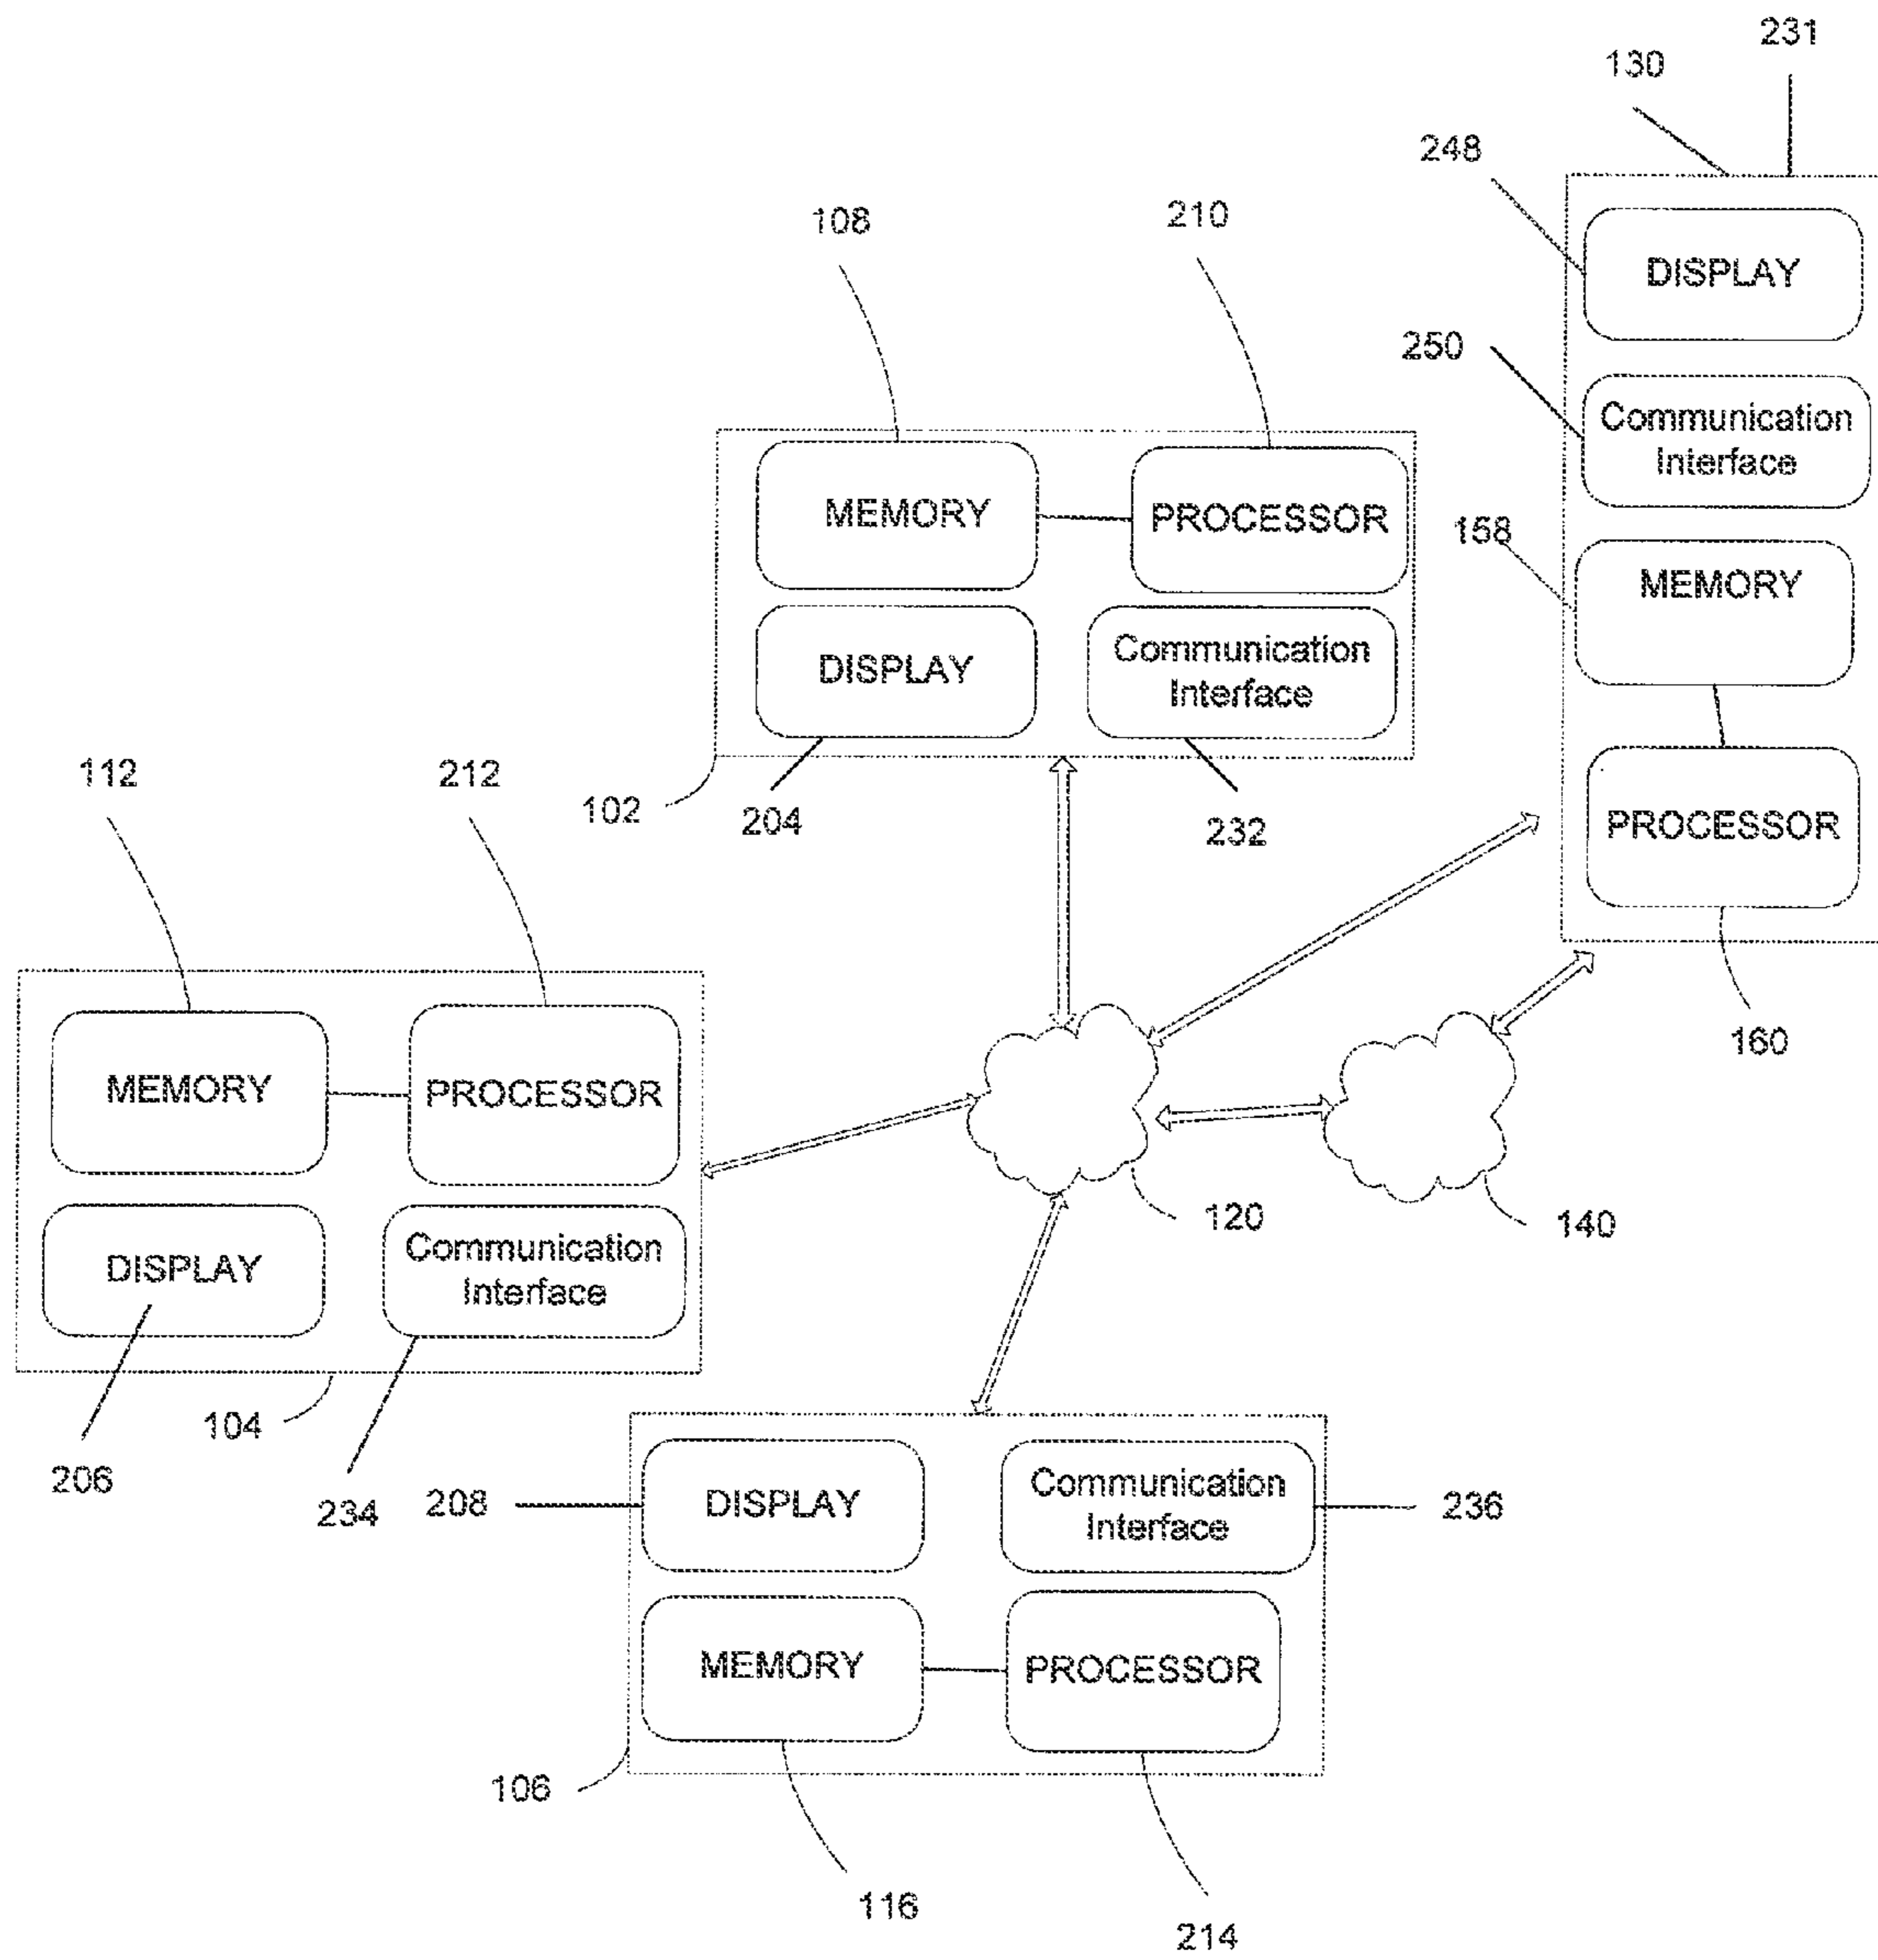 231
130
248
108
210
DISPLAY
250
Communication
Interface
158
MEMORY
PROCESSOR
MEMORY
DISPLAY
Communication
Interface
112
212
102
204
232
PROCESSOR
160
MEMORY
PROCESSOR
120
140
DISPLAY
Communication
Interface
104
206
234
208
DISPLAY
Communication
Interface
236
MEMORY
PROCESSOR
106
116
214